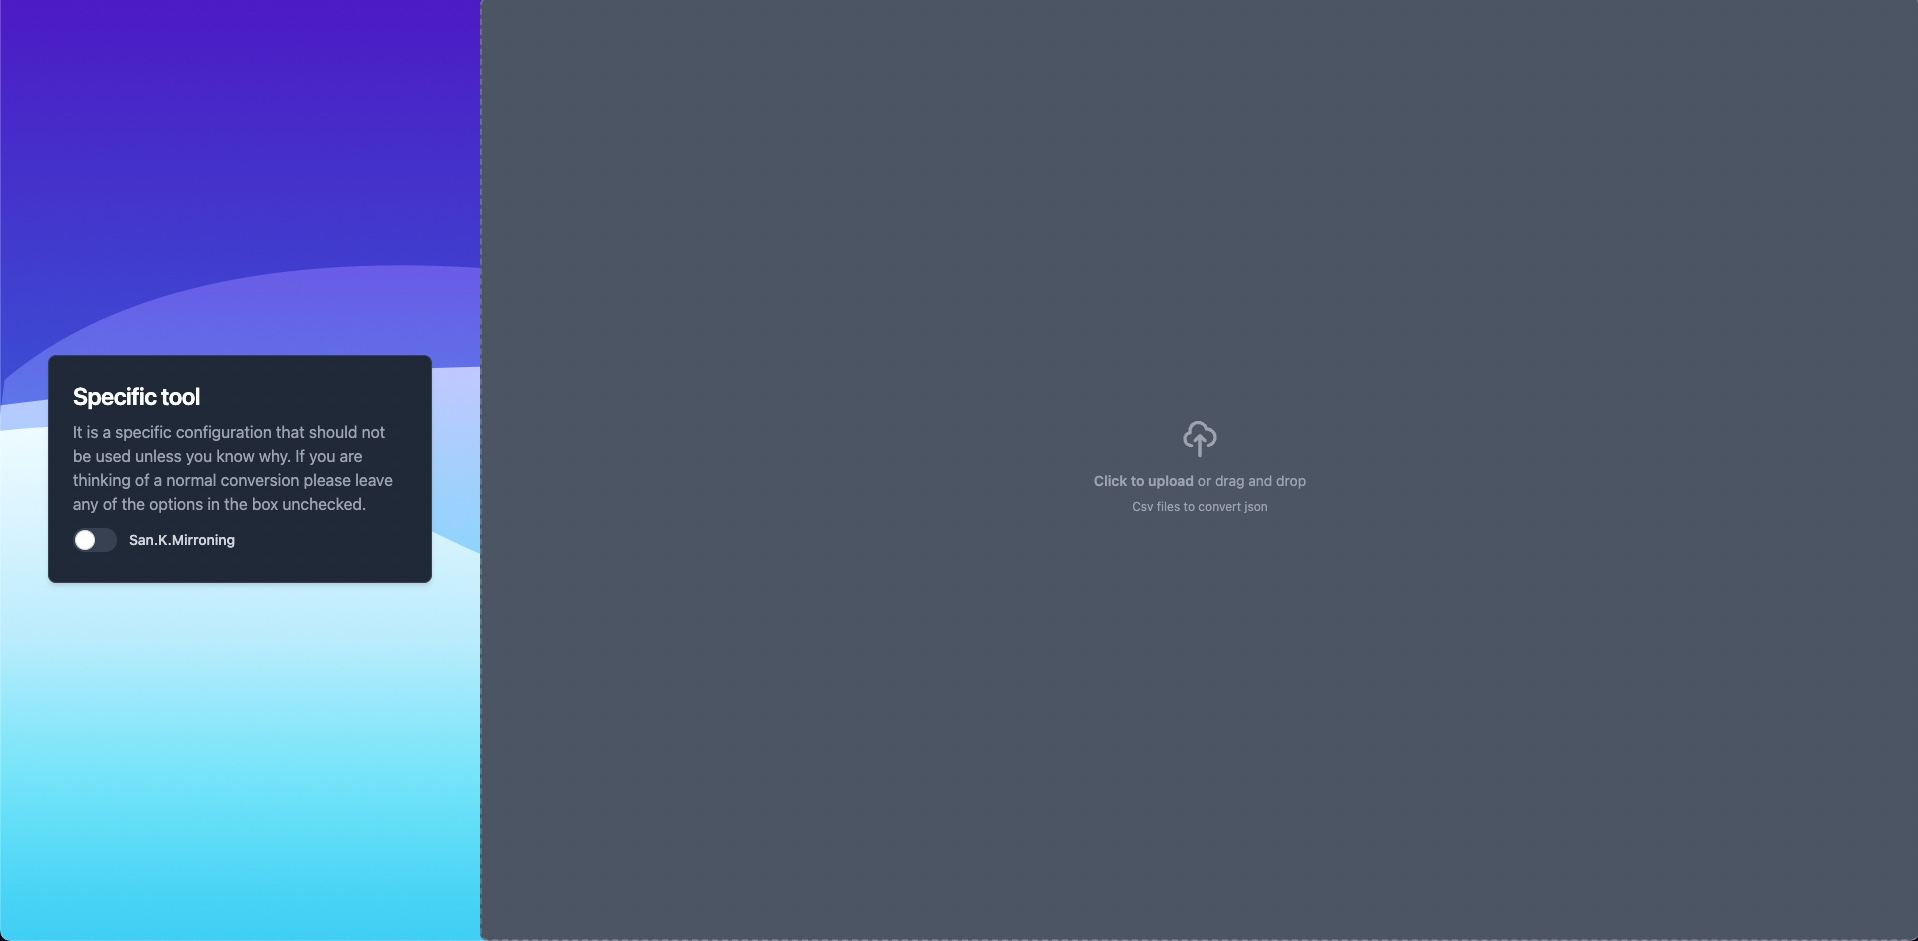 Specific tool
It is a specific configuration that should not
be used unless you know why. If you are
thinking of a normal conversion please leave
any of the options in the box unchecked.
San.K.Mirroning
Click to upload or drag and drop
Csv files to convert json